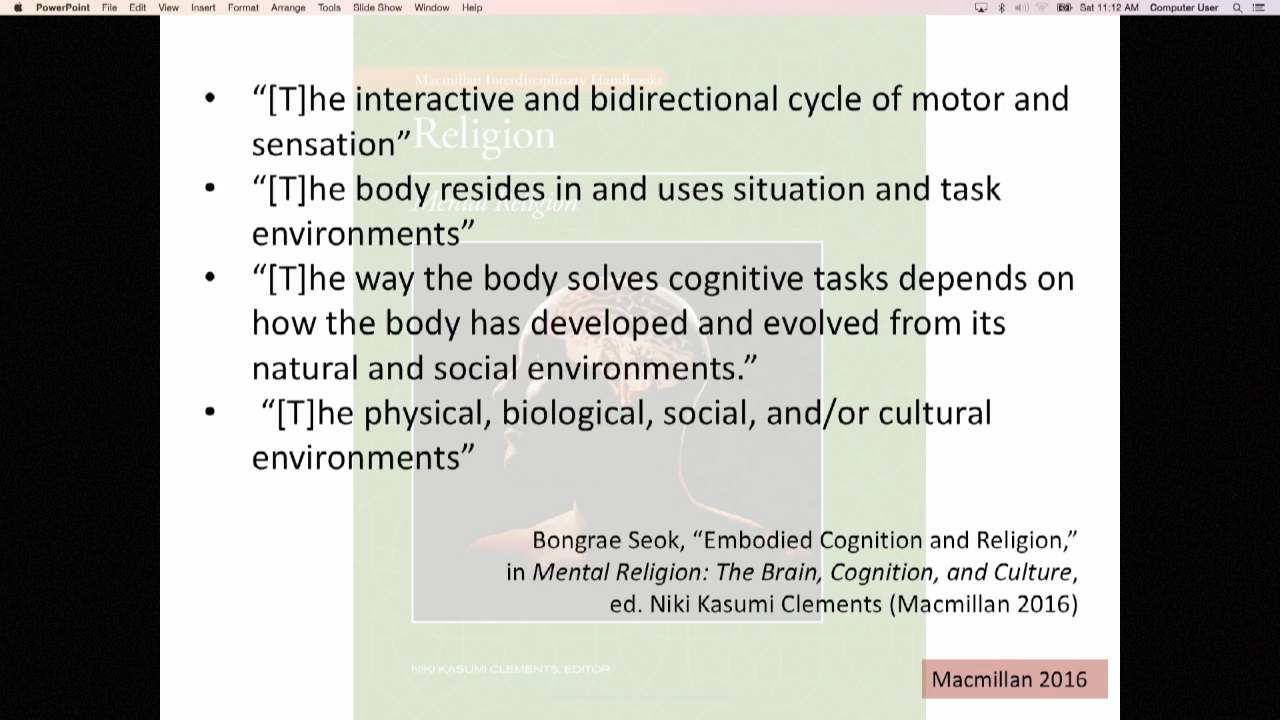 PowerPoint File Edit View Insert Format Arrange Tools Slide Show Window Help Sat 11:12 AM Computer User
Macmillan Interdisciplinary Handbooks
• “[T]he interactive and bidirectional cycle of motor and
sensation”
Religion
• “[T]he body resides in and uses situation and task
Mental Religion
environments”
• “[T]he way the body solves cognitive tasks depends on
how the body has developed and evolved from its
natural and social environments.”
• “[T]he physical, biological, social, and/or cultural
environments”
Bongrae Seok, “Embodied Cognition and Religion,”
in Mental Religion: The Brain, Cognition, and Culture,
ed. Niki Kasumi Clements (Macmillan 2016)
NIKI KASUMI CLEMENTS, EDITOR
Macmillan 2016